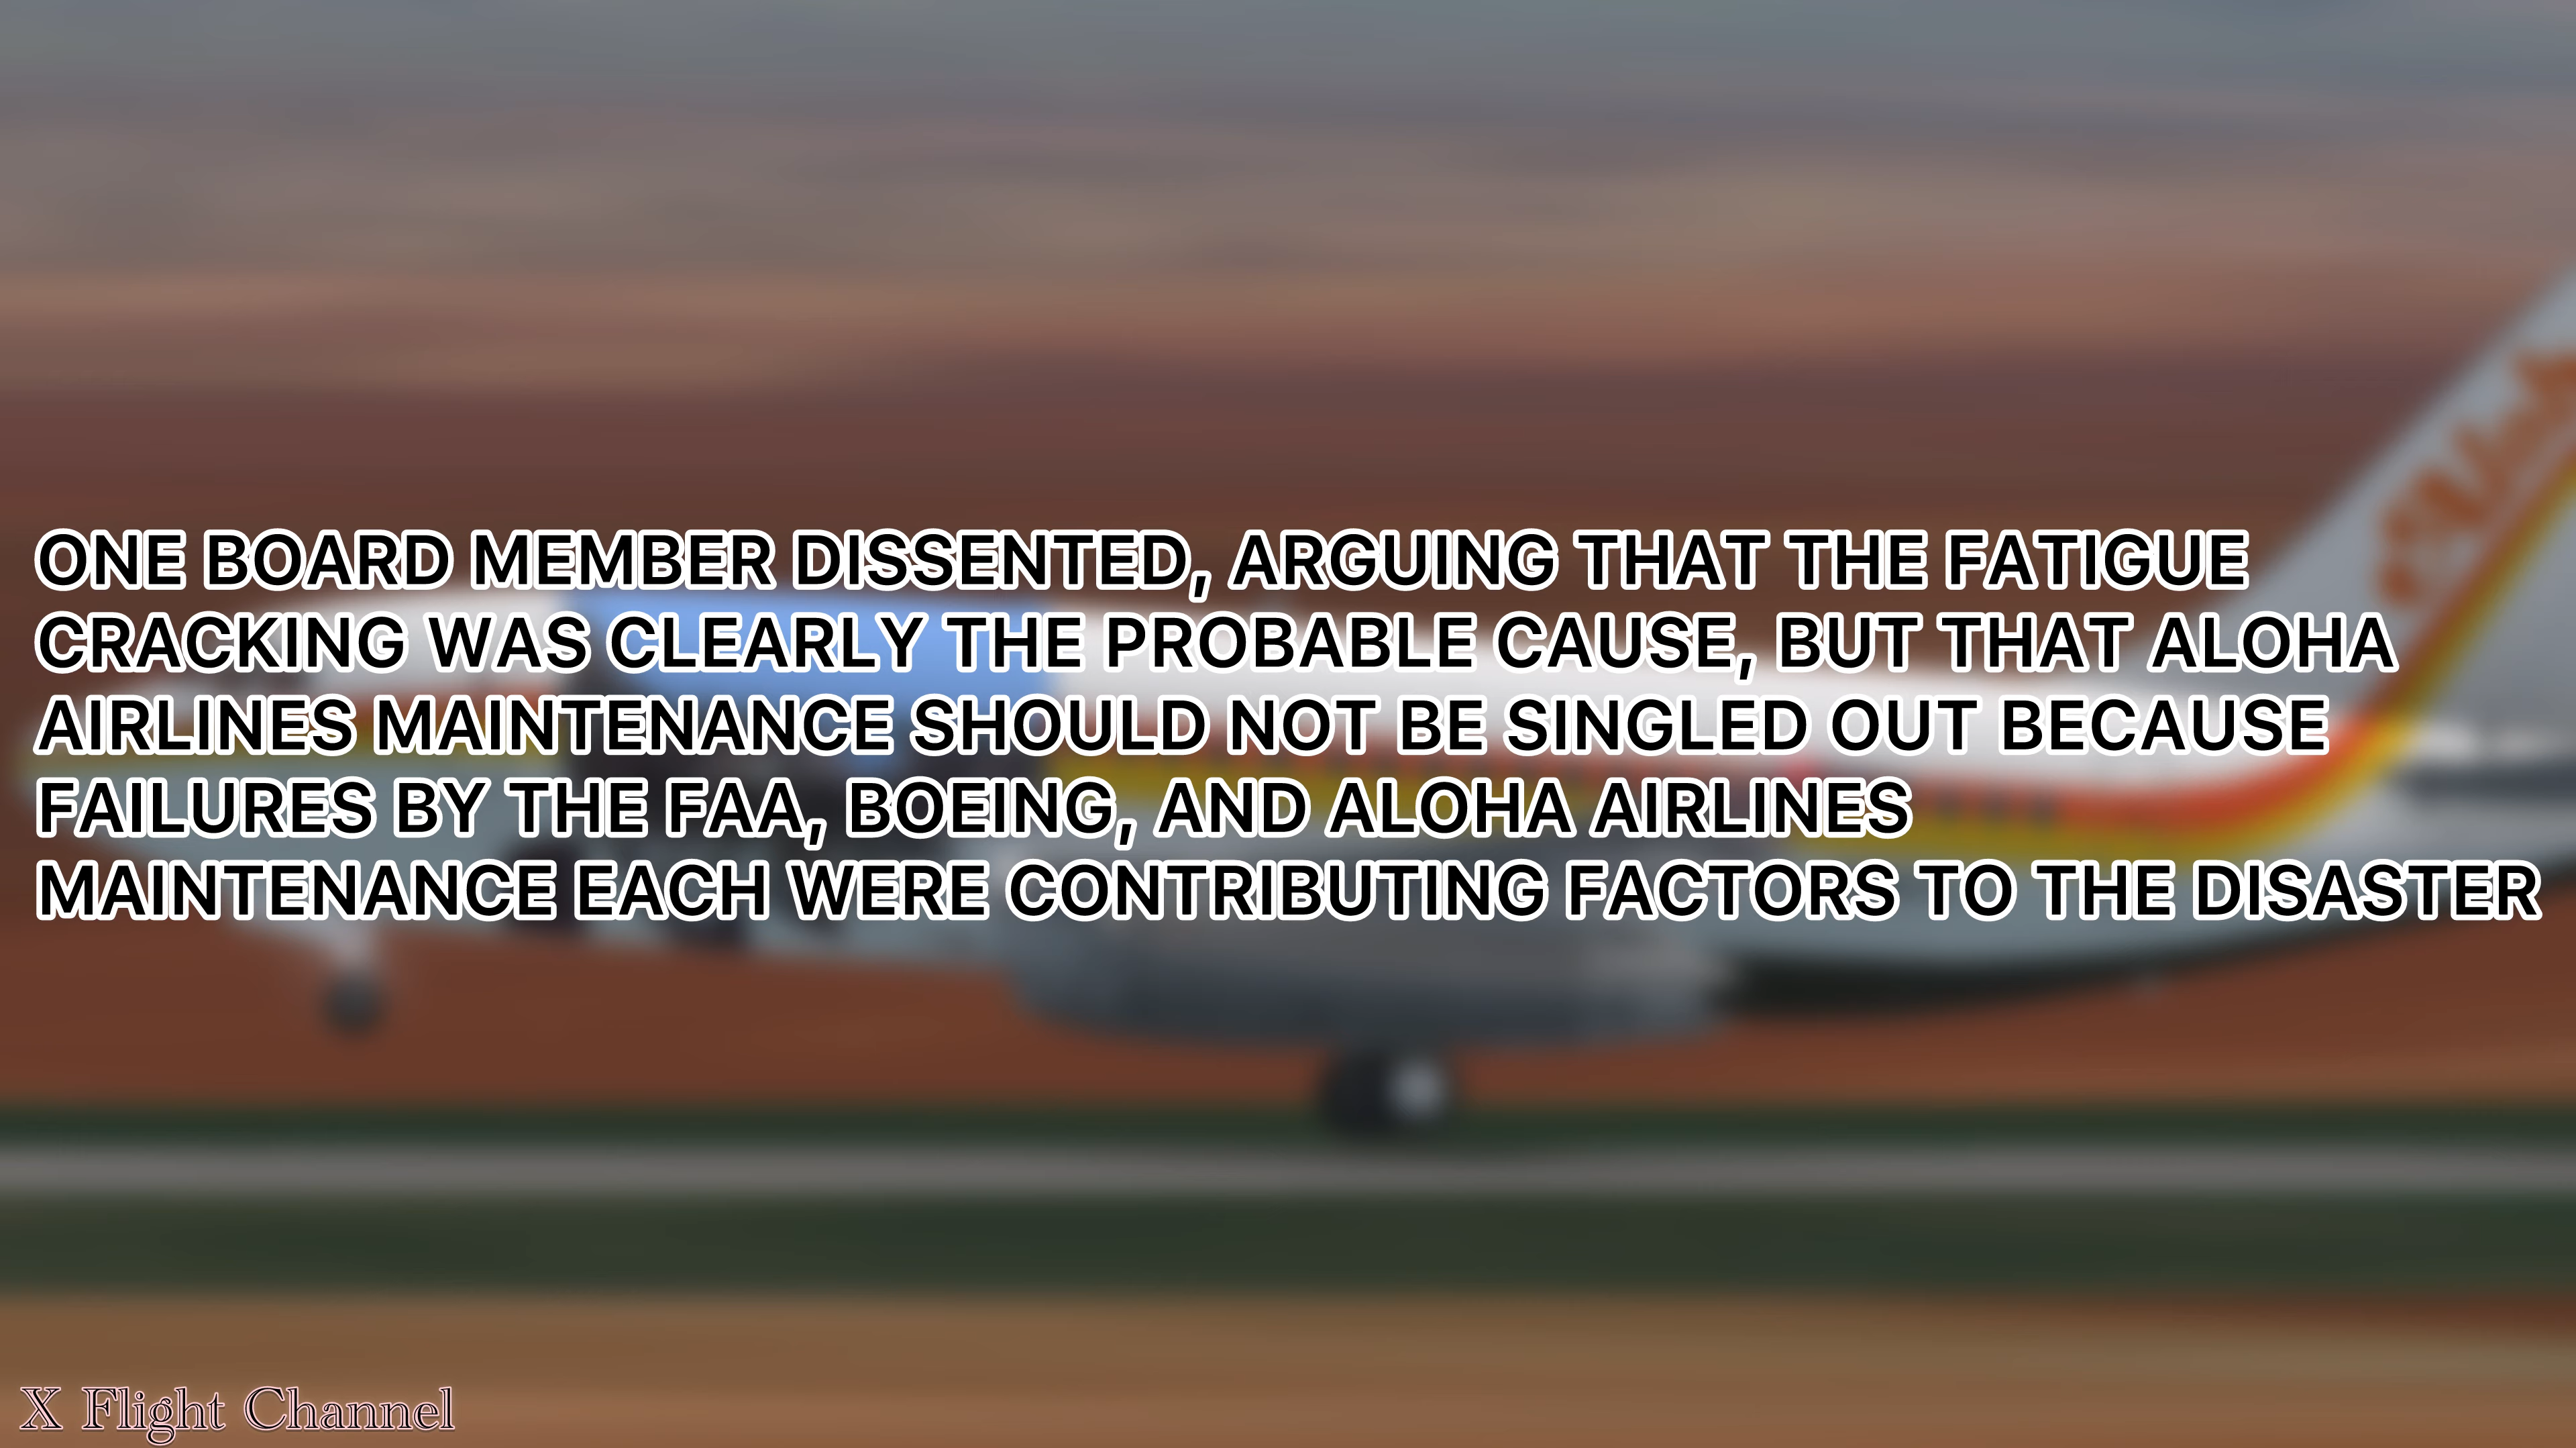 ONE BOARD MEMBER DISSENTED, ARGUING THAT THE FATIGUE
CRACKING WAS CLEARLY THE PROBABLE CAUSE, BUT THAT ALOHA
AIRLINES MAINTENANCE SHOULD NOT BE SINGLED OUT BECAUSE
FAILURES BY THE FAA, BOEING, AND ALOHA AIRLINES
MAINTENANCE EACH WERE CONTRIBUTING FACTORS TO THE DISASTER
X Flight Channel